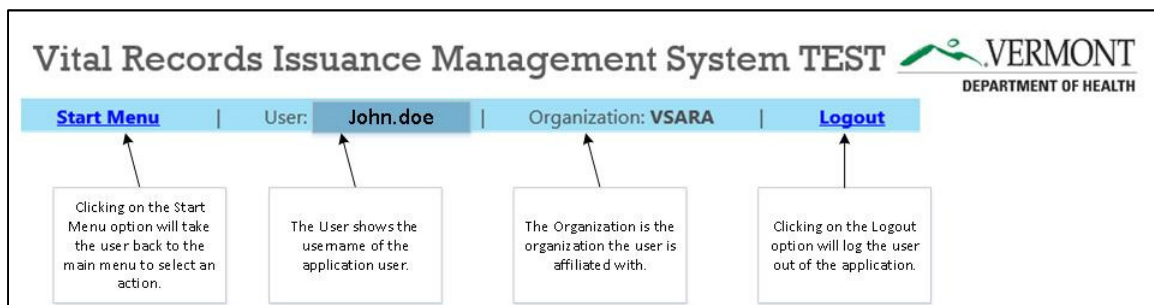 Vital Records Issuance Management System TEST
VERMONT
DEPARTMENT OF HEALTH
Start Menu | User: John.doe | Organization: VSARA | Logout
Clicking on the Start
Menu option will take
the user back to the
main menu to select an
action.
The User shows the
username of the
application user.
The Organization is the
organization the user is
affiliated with.
Clicking on the Logout
option will log the user
out of the application.